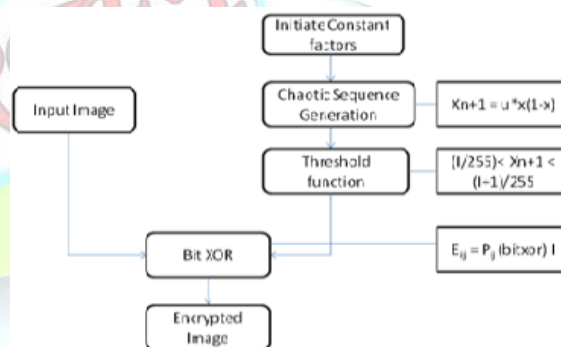 Initiate Constant
factors
Input Image
Chaotic Sequence
Generation
Xn+1 = u*x(1-x)
Threshold
function
(I/255)< Xn+1 <
(I-1)/255
Bit XOR
Eij = Pij (bitxor) I
Encrypted
Image